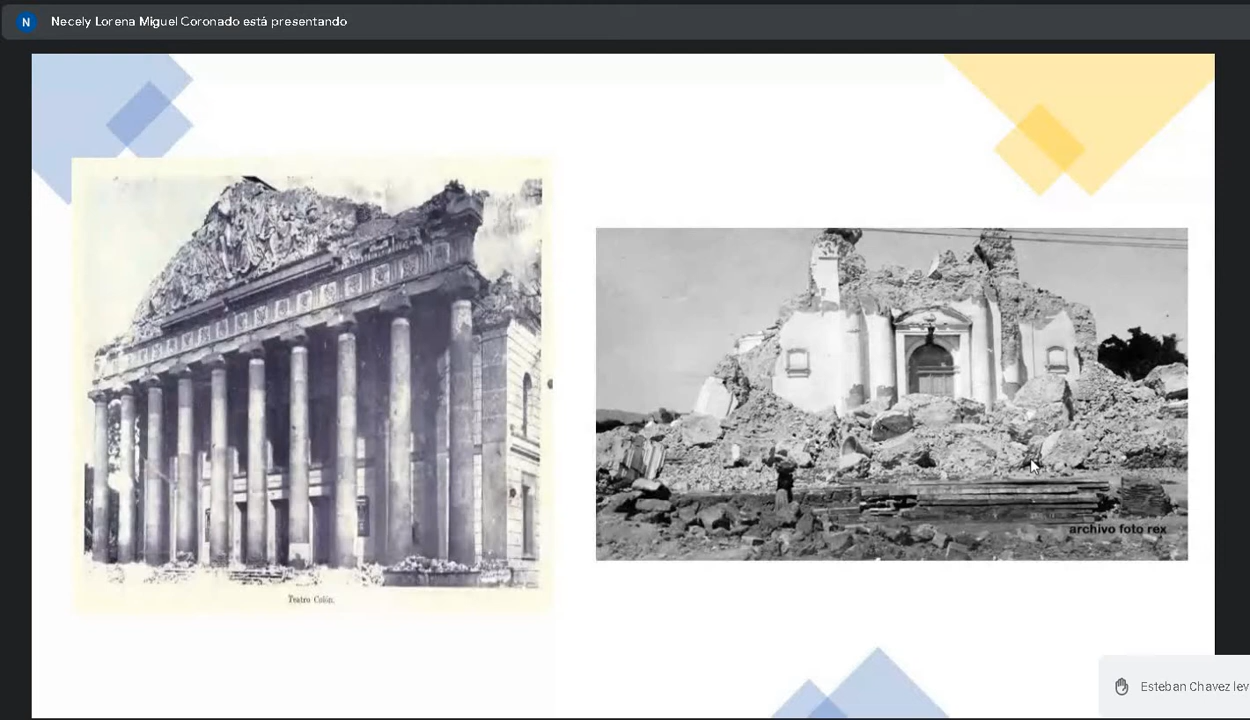 N Necely Lorena Miguel Coronado está presentando
Teatro Colón.
archivo foto rex
Esteban Chavez lev